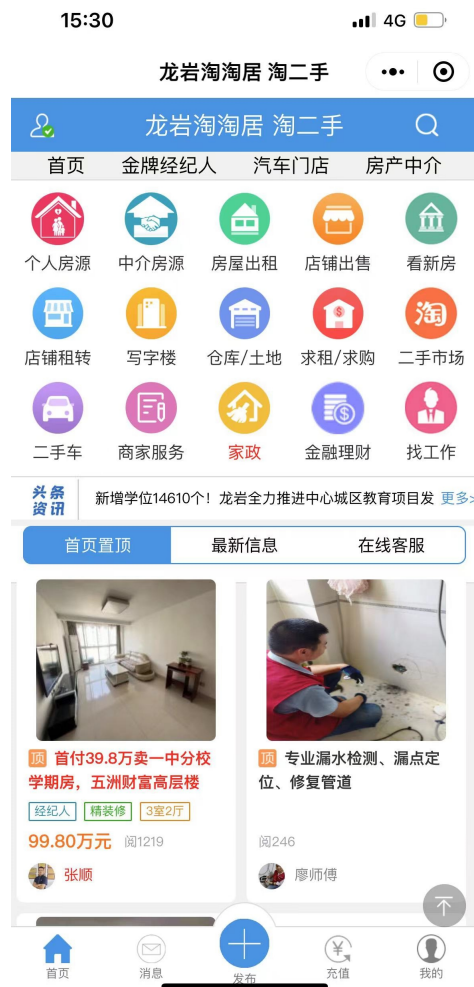 15:30
4G
龙岩淘淘居 淘二手
龙岩淘淘居 淘二手
首页 金牌经纪人 汽车门店 房产中介
个人房源 中介房源 房屋出租 店铺出售 看新房
淘
店铺租转 写字楼 仓库/土地 求租/求购 二手市场
二手车 商家服务 家政 金融理财 找工作
头条
资讯
新增学位14610个！龙岩全力推进中心城区教育项目发 更多>
首页置顶 最新信息 在线客服
顶 首付39.8万卖一中分校
学期房，五洲财富高层楼
经纪人 精装修 3室2厅
99.80万元 阅1219
张顺
顶 专业漏水检测、漏点定
位、修复管道
阅246
廖师傅
首页 消息 发布 充值 我的